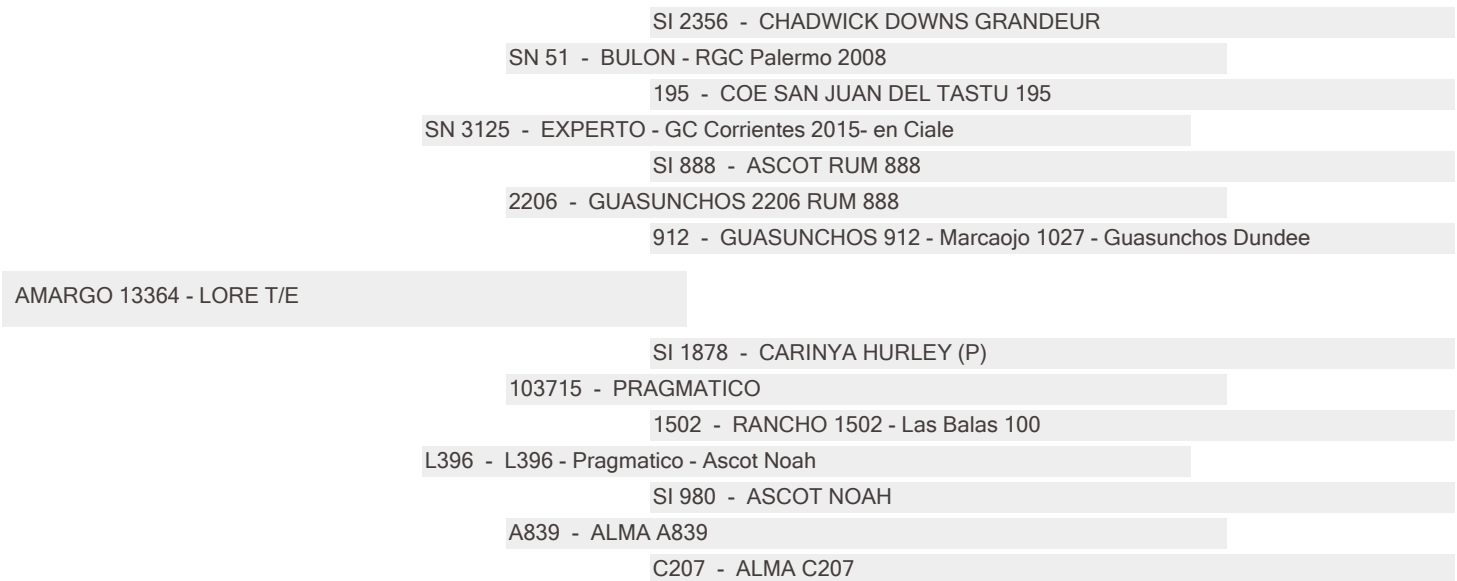 SI 2356 - CHADWICK DOWNS GRANDEUR
SN 51 - BULON - RGC Palermo 2008
195 - COE SAN JUAN DEL TASTU 195
SN 3125 - EXPERTO - GC Corrientes 2015- en Ciale
SI 888 - ASCOT RUM 888
2206 - GUASUNCHOS 2206 RUM 888
912 - GUASUNCHOS 912 - Marcaojo 1027 - Guasunchos Dundee
AMARGO 13364 - LORE T/E
SI 1878 - CARINYA HURLEY (P)
103715 - PRAGMATICO
1502 - RANCHO 1502 - Las Balas 100
L396 - L396 - Pragmatico - Ascot Noah
SI 980 - ASCOT NOAH
A839 - ALMA A839
C207 - ALMA C207